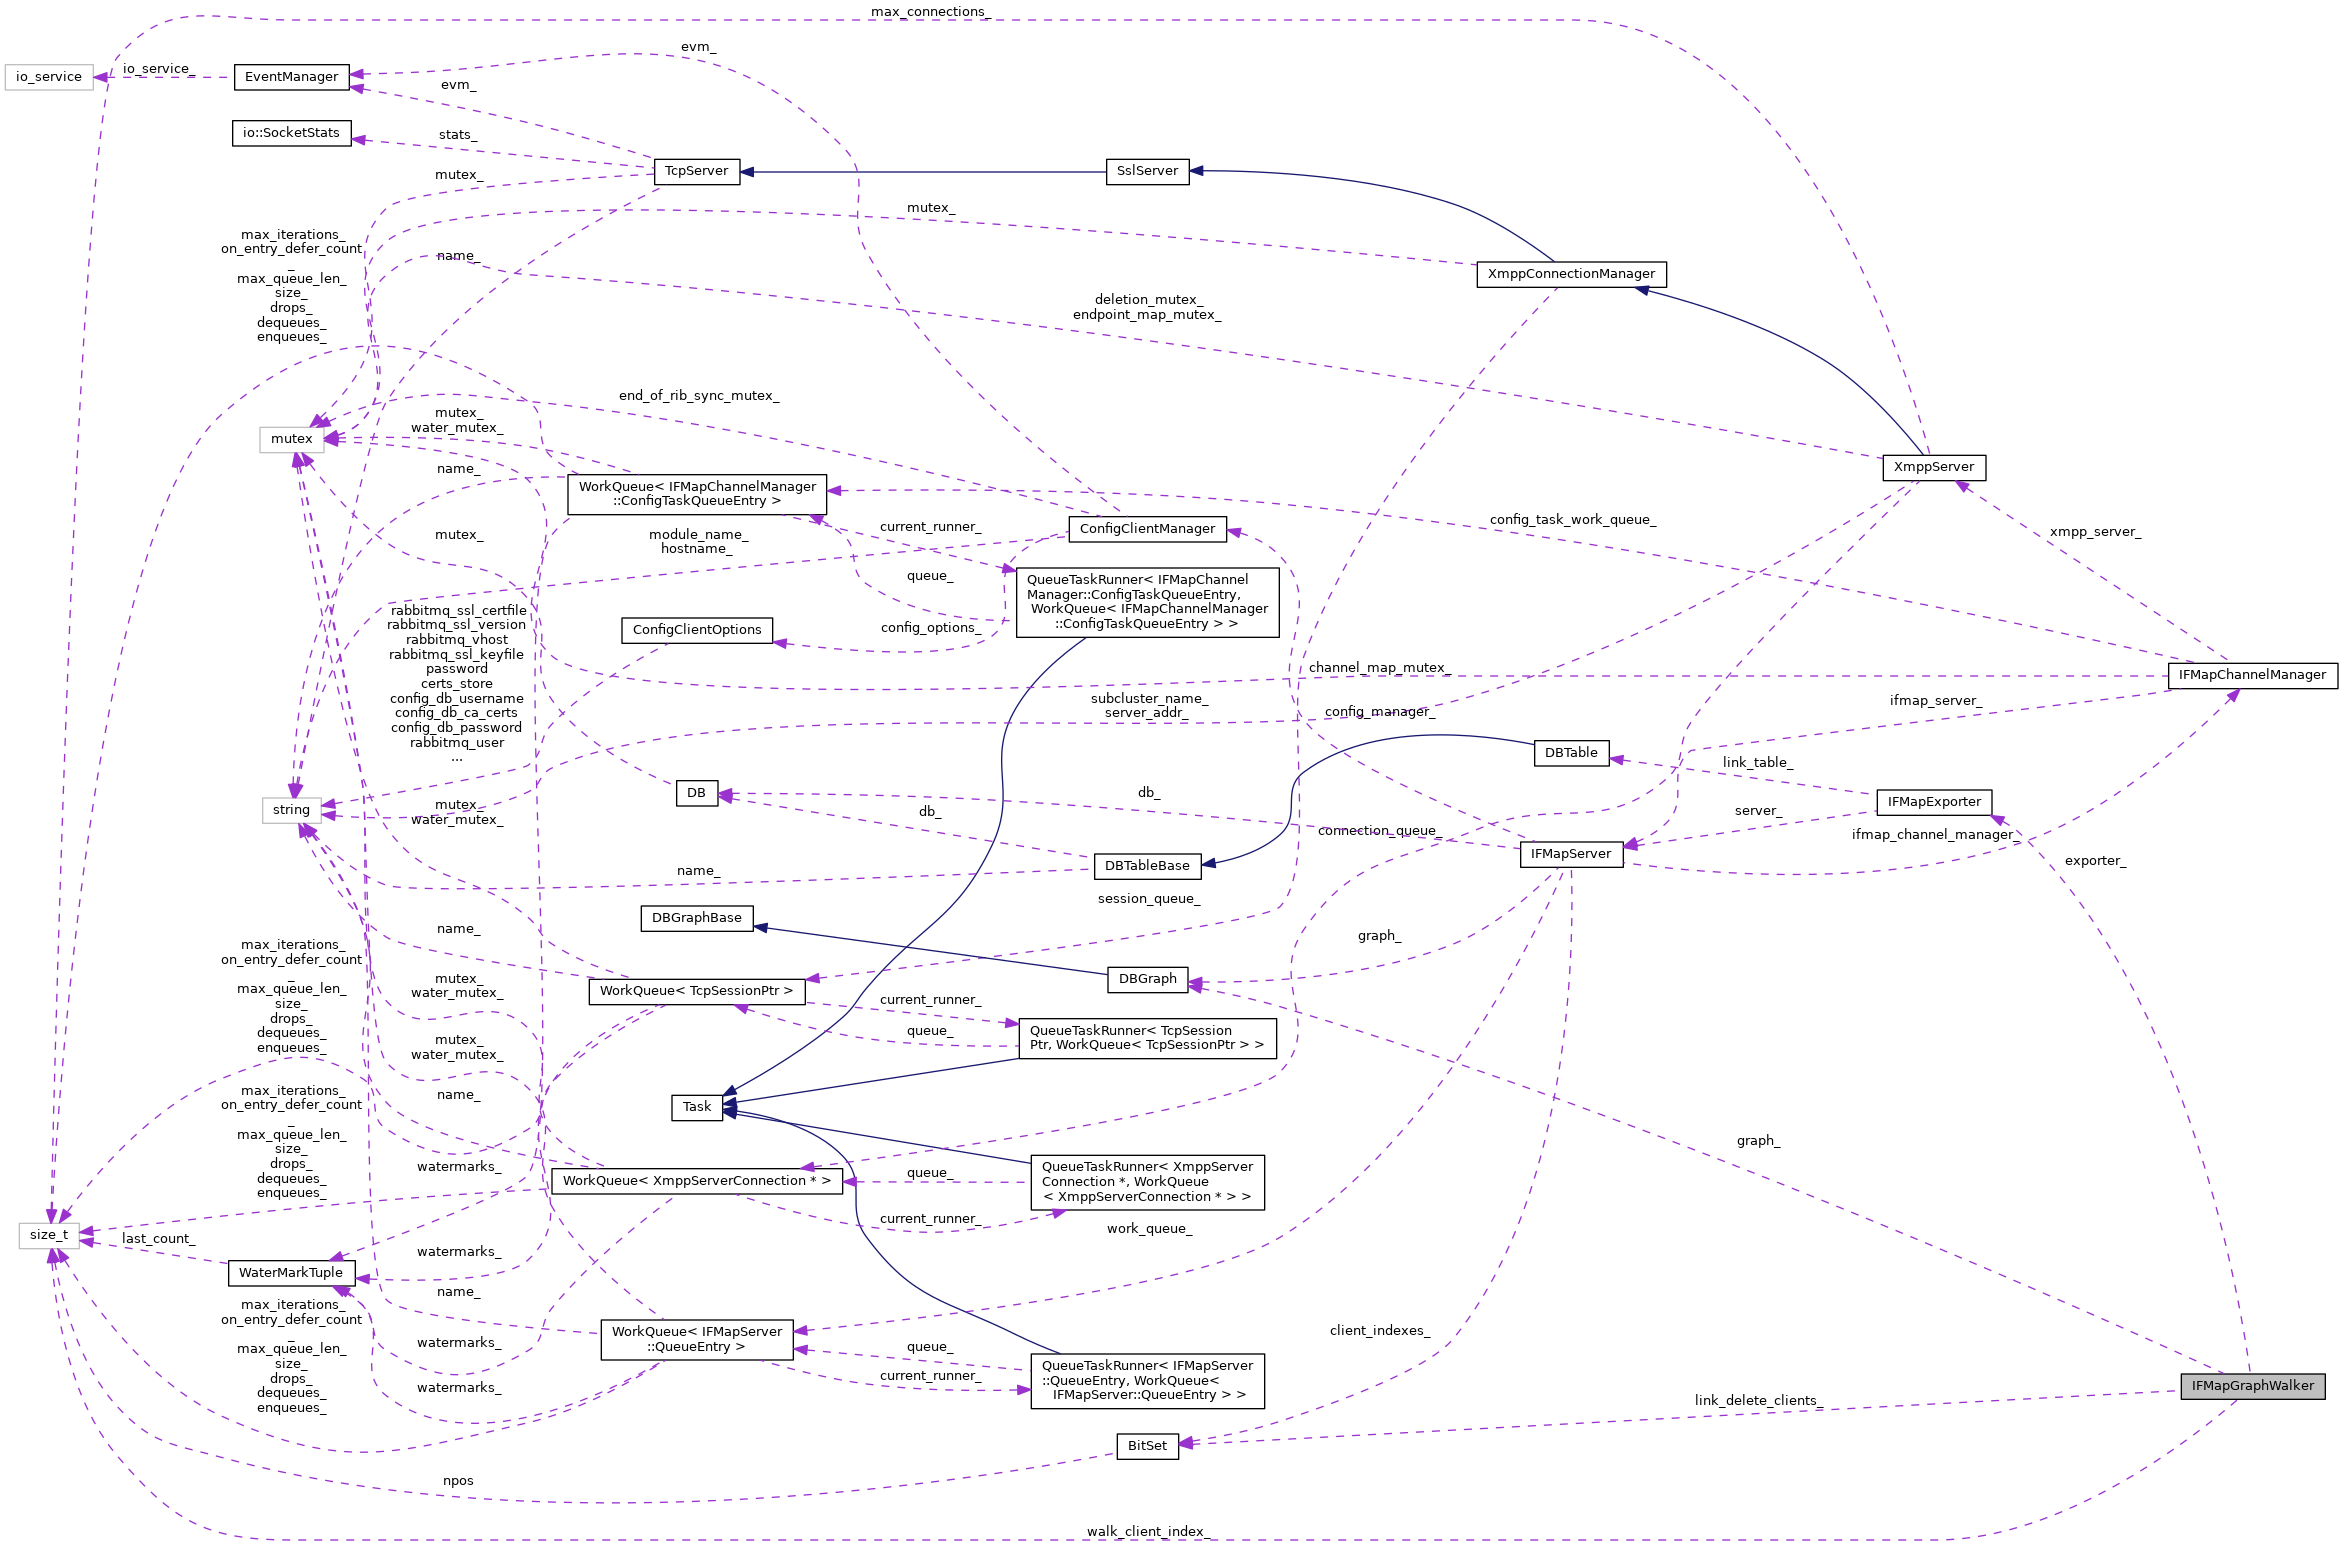 max_connections_
evm_
io_service
io_service_
EventManager
evm_
io::SocketStats
stats_
TcpServer
SslServer
mutex_
mutex_
max_iterations_
on_entry_defer_count
_
max_queue_len_
size_
drops_
dequeues_
enqueues_
name_
XmppConnectionManager
deletion_mutex_
endpoint_map_mutex_
end_of_rib_sync_mutex_
mutex_
water_mutex_
mutex
name_
XmppServer
WorkQueue< IFMapChannelManager
::ConfigTaskQueueEntry >
current_runner_
ConfigClientManager
config_task_work_queue_
xmpp_server_
mutex_
module_name_
hostname_
queue_
QueueTaskRunner< IFMapChannel
Manager::ConfigTaskQueueEntry,
WorkQueue< IFMapChannelManager
::ConfigTaskQueueEntry > >
rabbitmq_ssl_certfile
rabbitmq_ssl_version
rabbitmq_vhost
rabbitmq_ssl_keyfile
password
certs_store
config_db_username
config_db_ca_certs
config_db_password
rabbitmq_user
...
ConfigClientOptions
config_options_
channel_map_mutex_
IFMapChannelManager
subcluster_name_
server_addr_
config_manager_
ifmap_server_
DBTable
link_table_
string
DB
db_
IFMapExporter
mutex_
water_mutex_
db_
server_
connection_queue_
ifmap_channel_manager_
IFMapServer
exporter_
DBTableBase
name_
session_queue_
DBGraphBase
name_
graph_
max_iterations_
on_entry_defer_count
_
max_queue_len_
size_
drops_
dequeues_
enqueues_
mutex_
water_mutex_
WorkQueue< TcpSessionPtr >
DBGraph
current_runner_
queue_
QueueTaskRunner< TcpSession
Ptr, WorkQueue< TcpSessionPtr > >
mutex_
water_mutex_
name_
Task
max_iterations_
on_entry_defer_count
_
max_queue_len_
size_
drops_
dequeues_
enqueues_
graph_
watermarks_
WorkQueue< XmppServerConnection * >
queue_
QueueTaskRunner< XmppServer
Connection *, WorkQueue
< XmppServerConnection * > >
current_runner_
work_queue_
size_t
last_count_
WaterMarkTuple
watermarks_
name_
max_iterations_
on_entry_defer_count
_
max_queue_len_
size_
drops_
dequeues_
enqueues_
watermarks_
WorkQueue< IFMapServer
::QueueEntry >
queue_
current_runner_
QueueTaskRunner< IFMapServer
::QueueEntry, WorkQueue<
IFMapServer::QueueEntry > >
client_indexes_
watermarks_
IFMapGraphWalker
link_delete_clients_
BitSet
npos
walk_client_index_